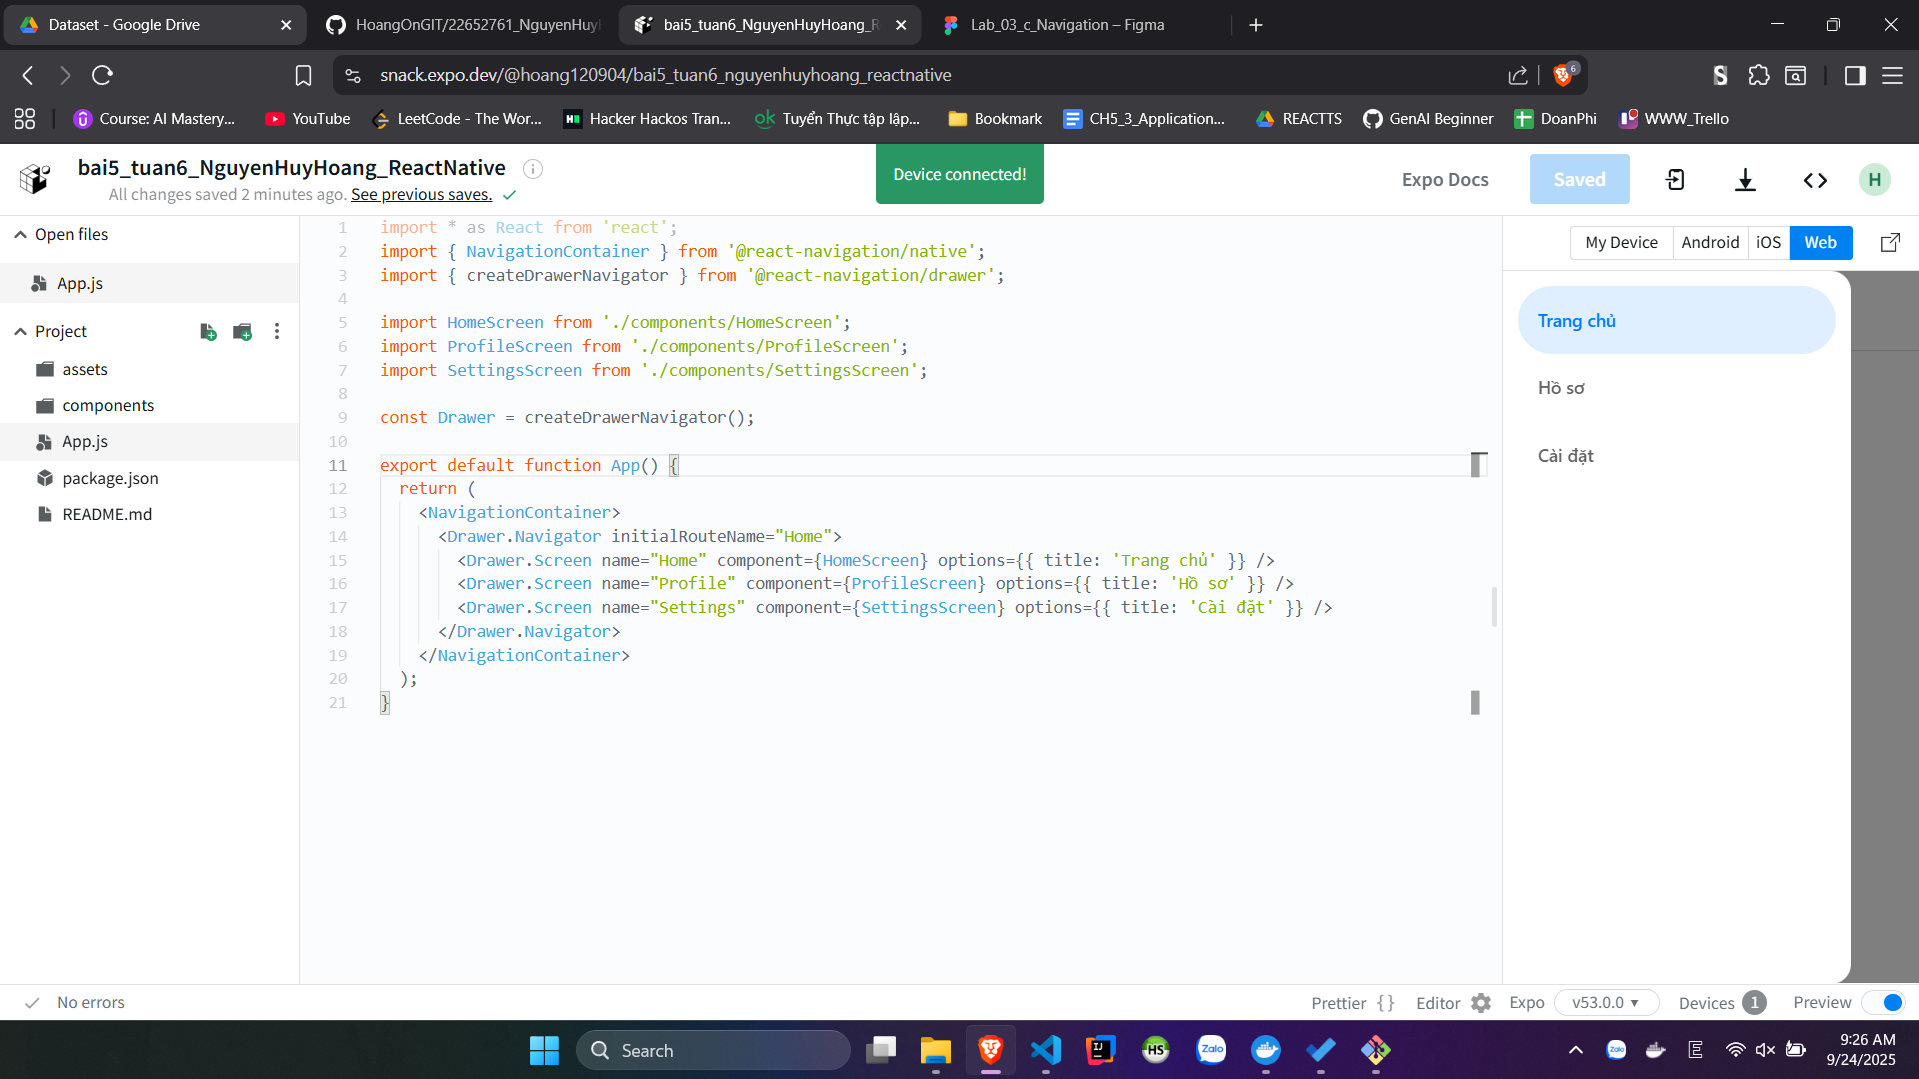 Dataset - Google Drive
HoangOnGIT/22652761_NguyenHuy
bai5_tuan6_NguyenHuyHoang_R
Lab_03_c_Navigation – Figma
snack.expo.dev/@hoang120904/bai5_tuan6_nguyenhuyhoang_reactnative
6
Course: AI Mastery...
YouTube
LeetCode - The Wor...
Hacker Hackos Tran...
Tuyển Thực tập lập...
Bookmark
CH5_3_Application...
REACTTS
GenAI Beginner
DoanPhi
WWW_Trello
bai5_tuan6_NguyenHuyHoang_ReactNative
All changes saved 2 minutes ago. See previous saves.
Device connected!
Expo Docs
Saved
H
Open files
App.js
Project
assets
components
App.js
package.json
README.md
1 import * as React from 'react';
2 import { NavigationContainer } from '@react-navigation/native';
3 import { createDrawerNavigator } from '@react-navigation/drawer';
4
5 import HomeScreen from './components/HomeScreen';
6 import ProfileScreen from './components/ProfileScreen';
7 import SettingsScreen from './components/SettingsScreen';
8
9 const Drawer = createDrawerNavigator();
10
11 export default function App() {
12 return (
13 <NavigationContainer>
14 <Drawer.Navigator initialRouteName="Home">
15 <Drawer.Screen name="Home" component={HomeScreen} options={{ title: 'Trang chủ' }} />
16 <Drawer.Screen name="Profile" component={ProfileScreen} options={{ title: 'Hồ sơ' }} />
17 <Drawer.Screen name="Settings" component={SettingsScreen} options={{ title: 'Cài đặt' }} />
18 </Drawer.Navigator>
19 </NavigationContainer>
20 );
21 }
My Device
Android
iOS
Web
Trang chủ
Hồ sơ
Cài đặt
No errors
Prettier {}
Editor
Expo
v53.0.0
Devices 1
Preview
Search
IJ
HS
Zalo
Zalo
E
9:26 AM
9/24/2025